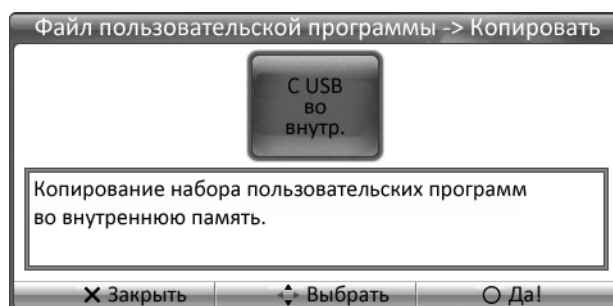 Файл пользовательской программы -> Копировать
С USB
во
внутр.
Копирование набора пользовательских программ
во внутреннюю память.
✕ Закрыть
Выбрать
○ Да!